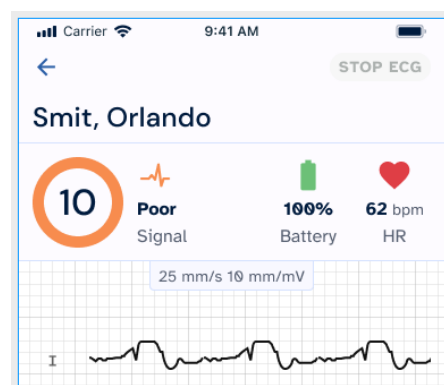 Carrier 9:41 AM
STOP ECG
Smit, Orlando
10
Poor 100% 62 bpm
Signal Battery HR
25 mm/s 10 mm/mV
I